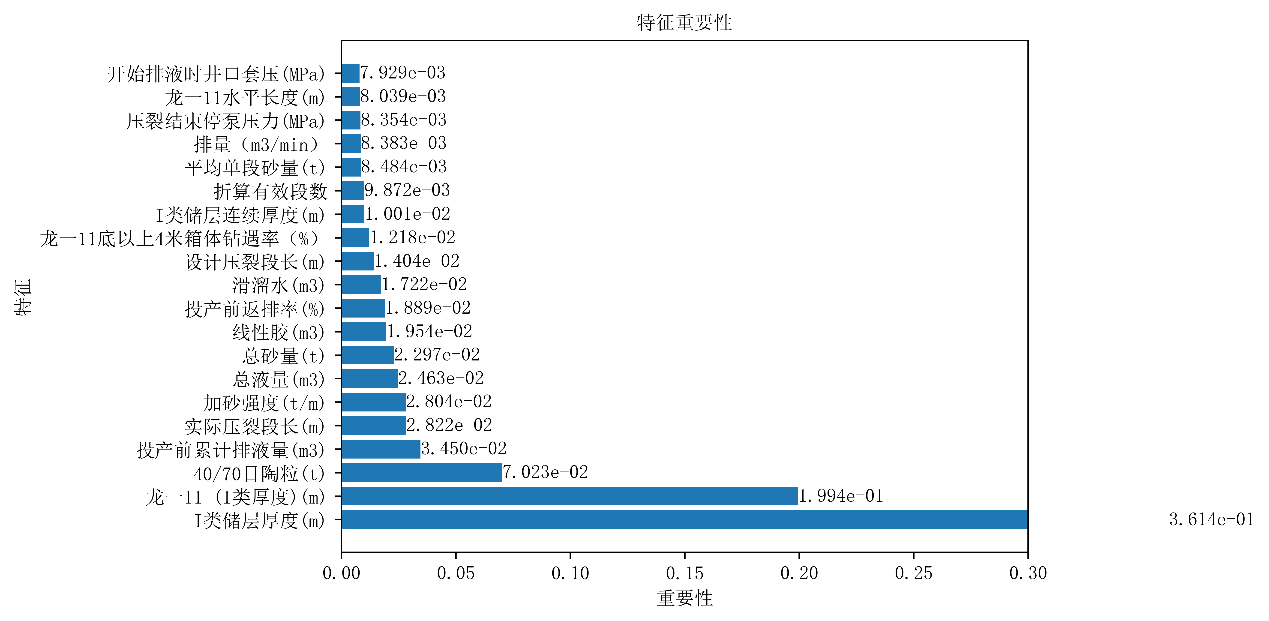 特征重要性
开始排液时井口套压(MPa) 7.929e-03
龙一11水平长度(m) 8.039e-03
压裂结束停泵压力(MPa) 8.354e-03
排量（m3/min） 8.383e 03
平均单段砂量(t) 8.484e-03
折算有效段数 9.872e-03
I类储层连续厚度(m) 1.001e-02
龙一11底以上4米箱体钻遇率（%） 1.218e-02
设计压裂段长(m) 1.404e 02
滑溜水(m3) 1.722e-02
投产前返排率(%) 1.889e-02
线性胶(m3) 1.954e-02
总砂量(t) 2.297e-02
总液量(m3) 2.463e-02
加砂强度(t/m) 2.804e-02
实际压裂段长(m) 2.822e 02
投产前累计排液量(m3) 3.450e-02
40/70目陶粒(t) 7.023e-02
龙一11（I类厚度)(m) 1.994e-01
I类储层厚度(m) 3.614e-01
特征
0.00 0.05 0.10 0.15 0.20 0.25 0.30
重要性